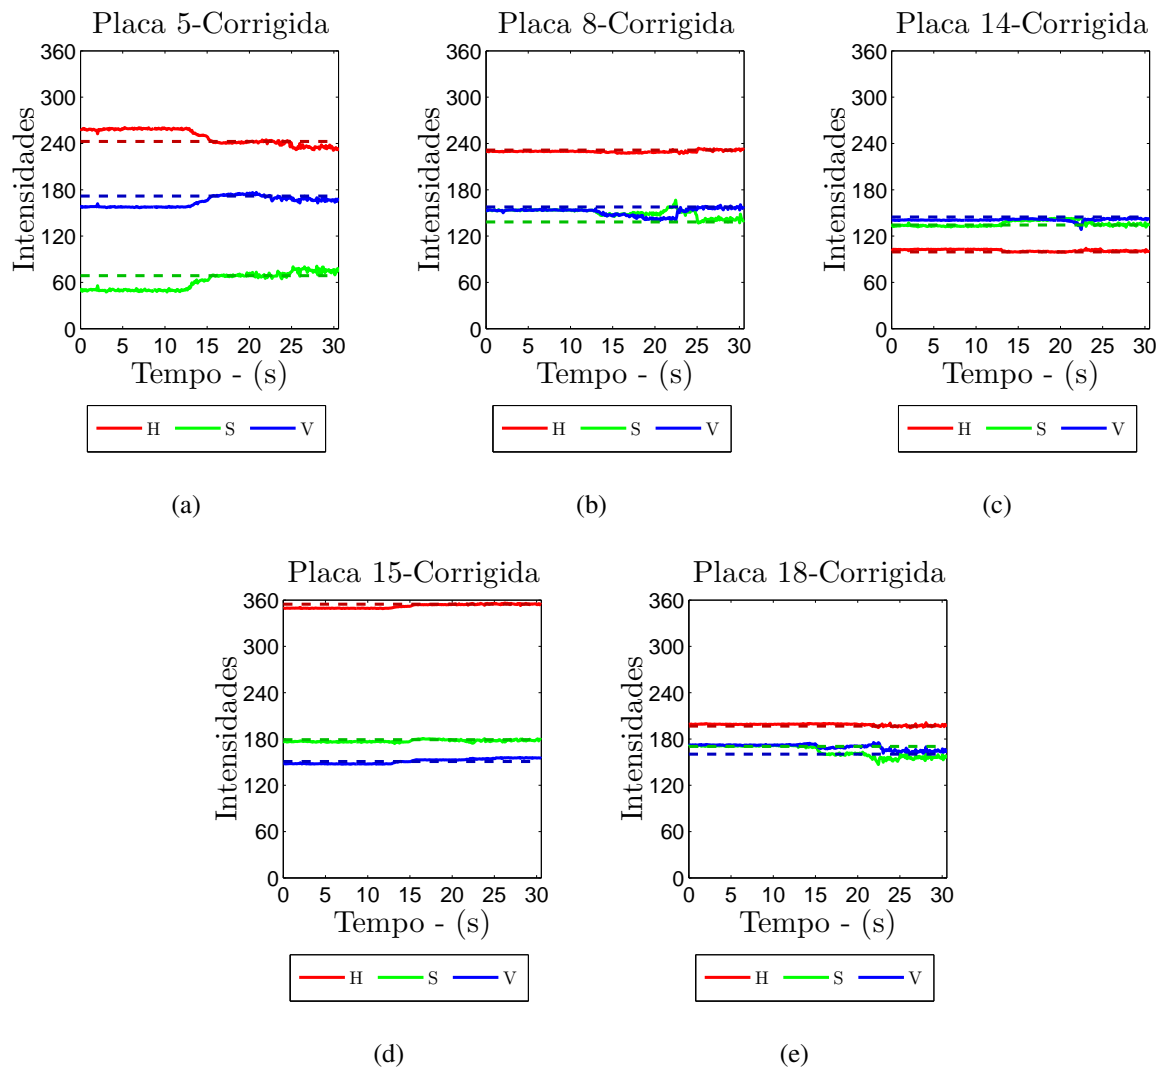 Placa 5-Corrigida
Intensidades
360
300
240
180
120
60
0
0 5 10 15 20 25 30
Tempo - (s)
H S V
(a)
Placa 8-Corrigida
Intensidades
360
300
240
180
120
60
0
0 5 10 15 20 25 30
Tempo - (s)
H S V
(b)
Placa 14-Corrigida
Intensidades
360
300
240
180
120
60
0
0 5 10 15 20 25 30
Tempo - (s)
H S V
(c)
Placa 15-Corrigida
Intensidades
360
300
240
180
120
60
0
0 5 10 15 20 25 30
Tempo - (s)
H S V
(d)
Placa 18-Corrigida
Intensidades
360
300
240
180
120
60
0
0 5 10 15 20 25 30
Tempo - (s)
H S V
(e)